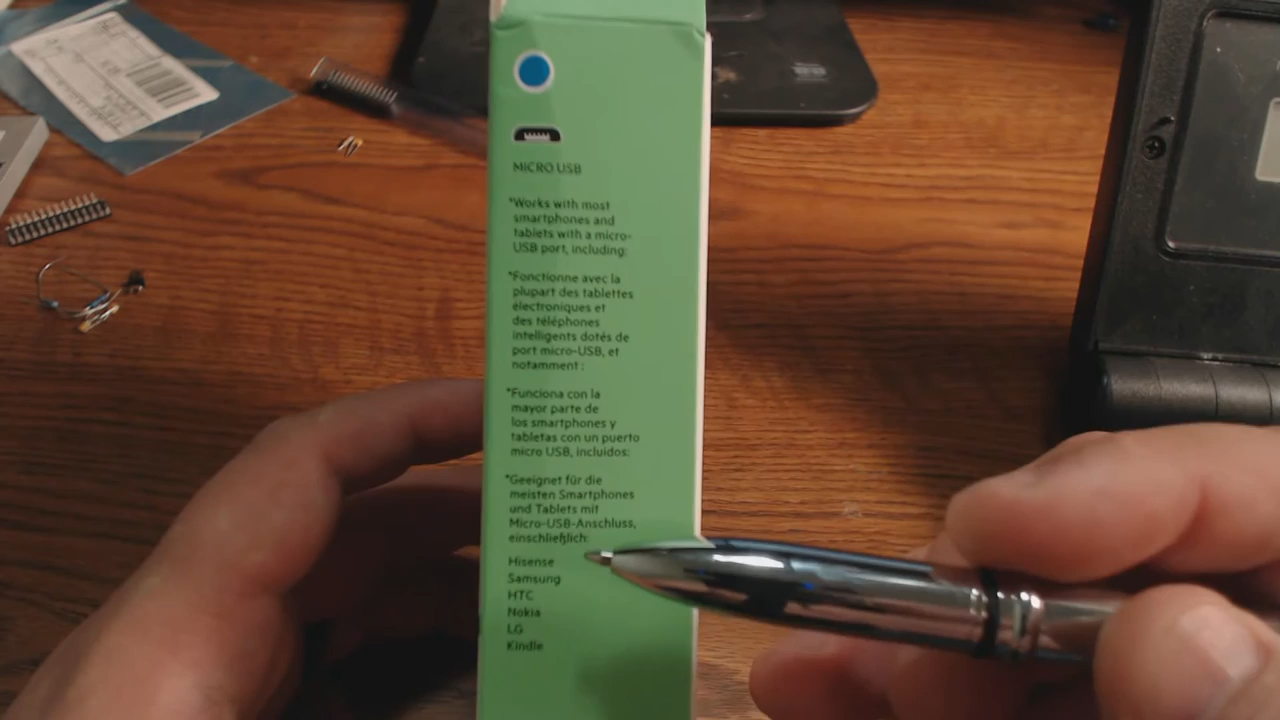 MICRO USB
*Works with most
smartphones and
tablets with a micro-
USB port, including:
*Fonctionne avec la
plupart des tablettes
électroniques et
des téléphones
intelligents dotés de
port micro-USB, et
notamment :
*Funciona con la
mayor parte de
los smartphones y
tabletas con un puerto
micro USB, incluidos:
*Geeignet für die
meisten Smartphones
und Tablets mit
Micro-USB-Anschluss,
einschließlich:
Hisense
Samsung
HTC
Nokia
LG
Kindle